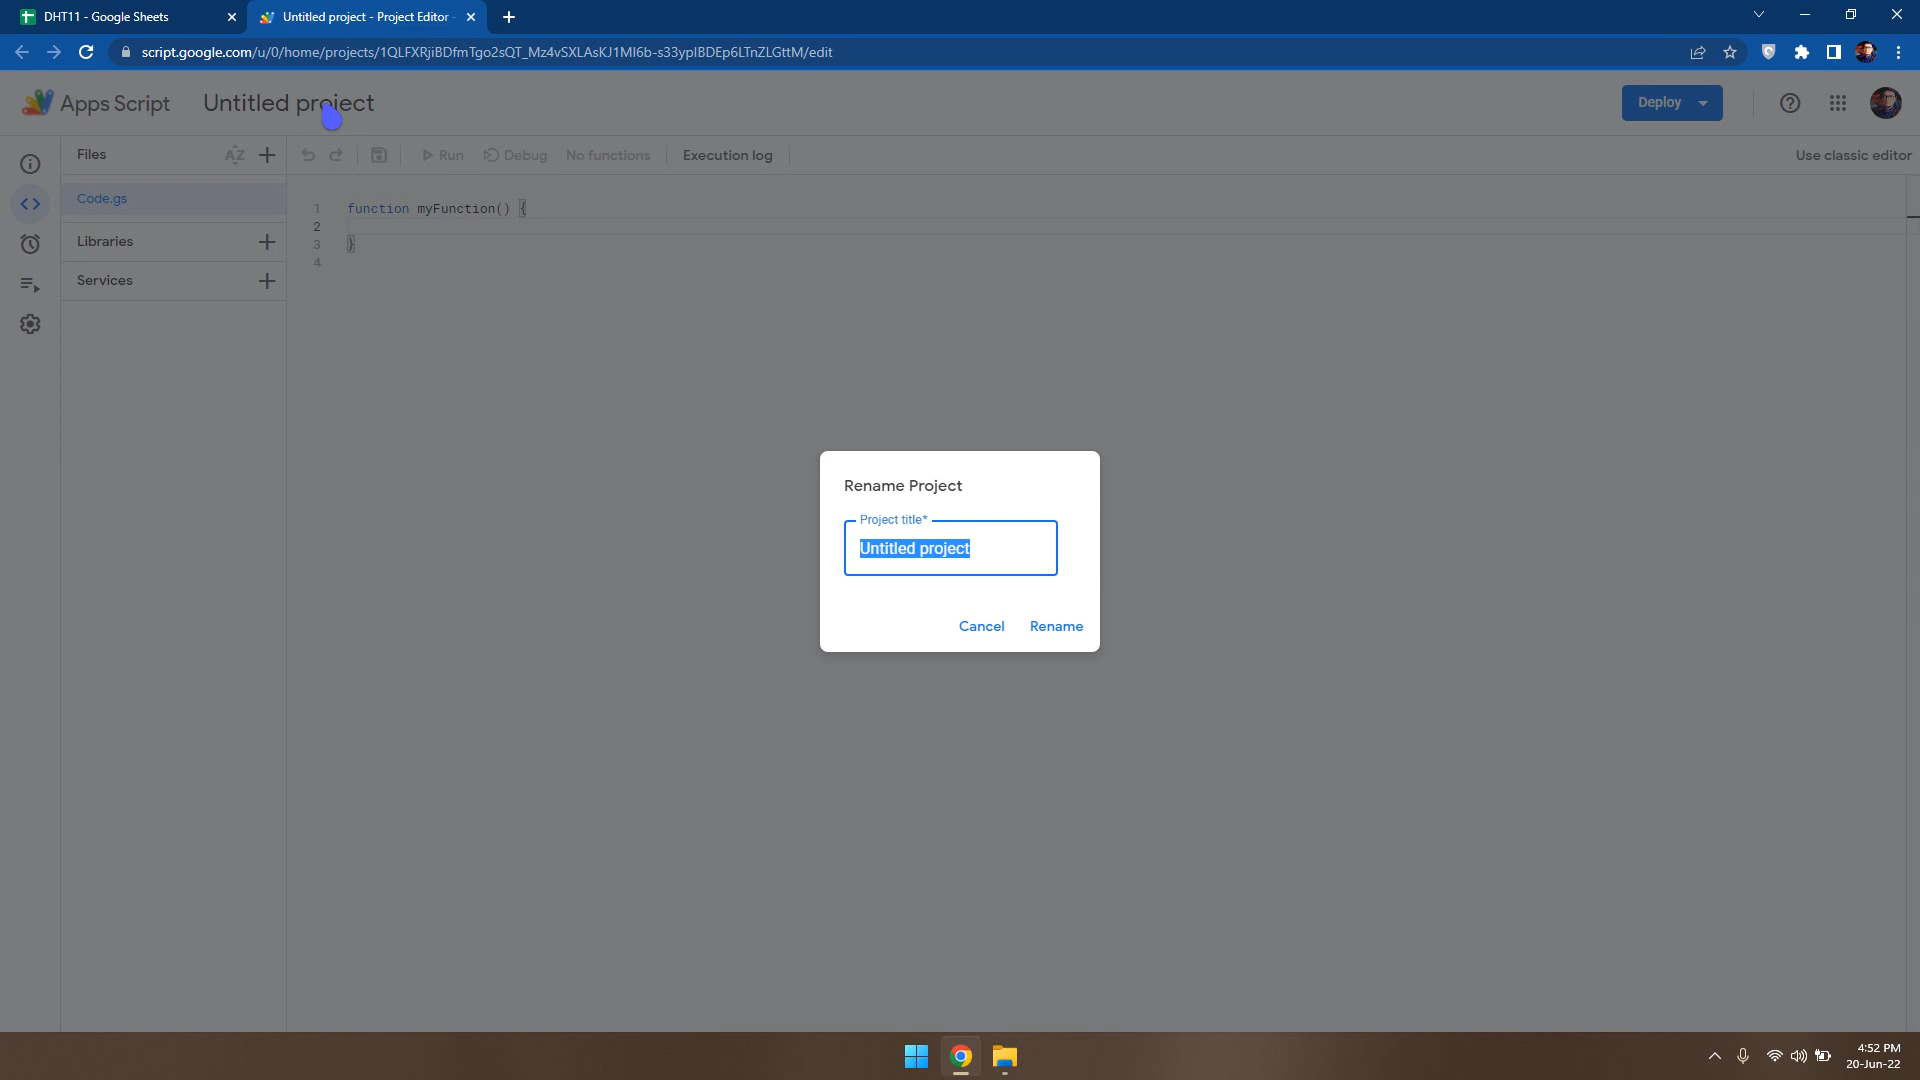 DHT11 - Google Sheets
Untitled project - Project Editor -
script.google.com/u/0/home/projects/1QLFXRjiBDfmTgo2sQT_Mz4vSXLAsKJ1MI6b-s33ypIBDEp6LTnZLGttM/edit
Apps Script Untitled project
Deploy
Files AZ Run Debug No functions Execution log Use classic editor
Code.gs
Libraries
Services
1 function myFunction() {
2
3 }
4
Rename Project
Project title*
Untitled project
Cancel Rename
4:52 PM
20-Jun-22